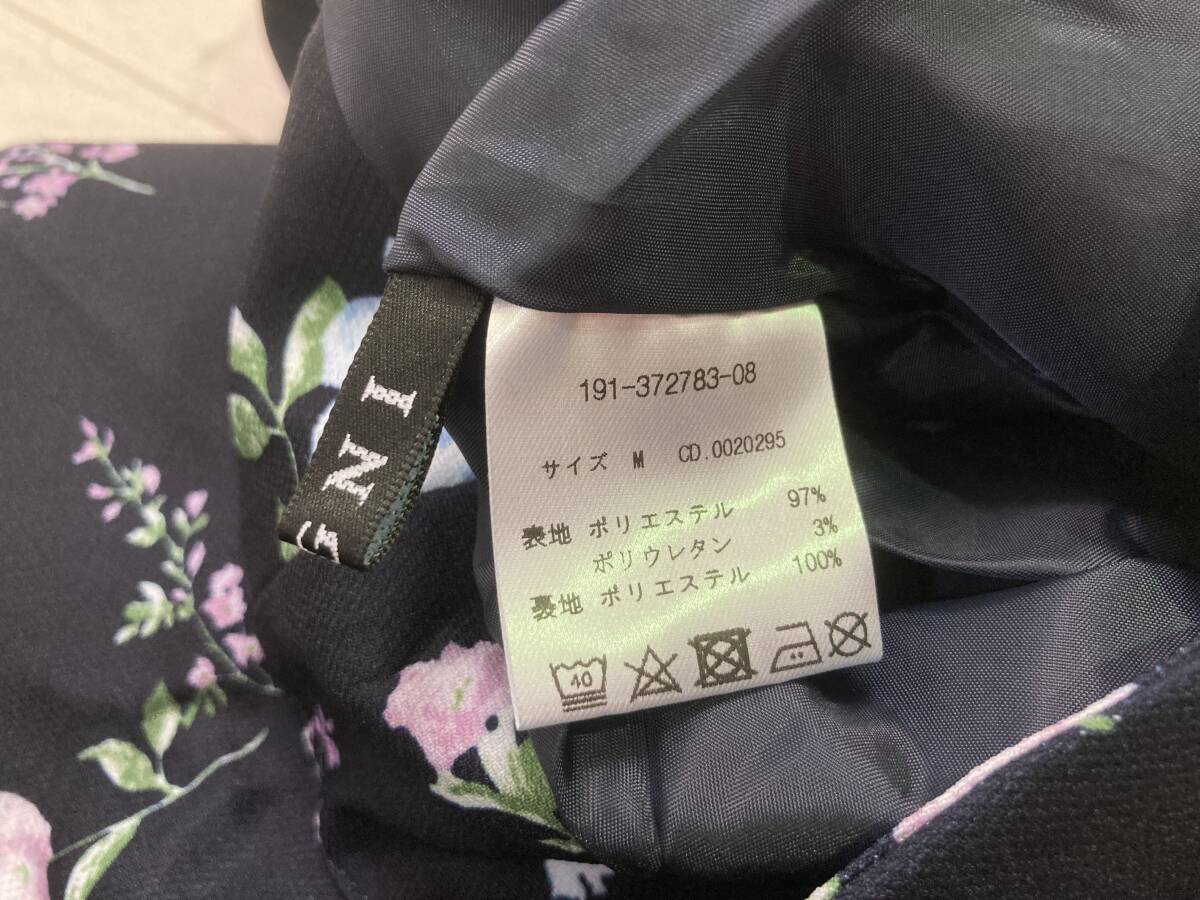 INI
191-372783-08
サイズ M CD.0020295
表地 ポリエステル 97%
ポリウレタン 3%
裏地 ポリエステル 100%
40